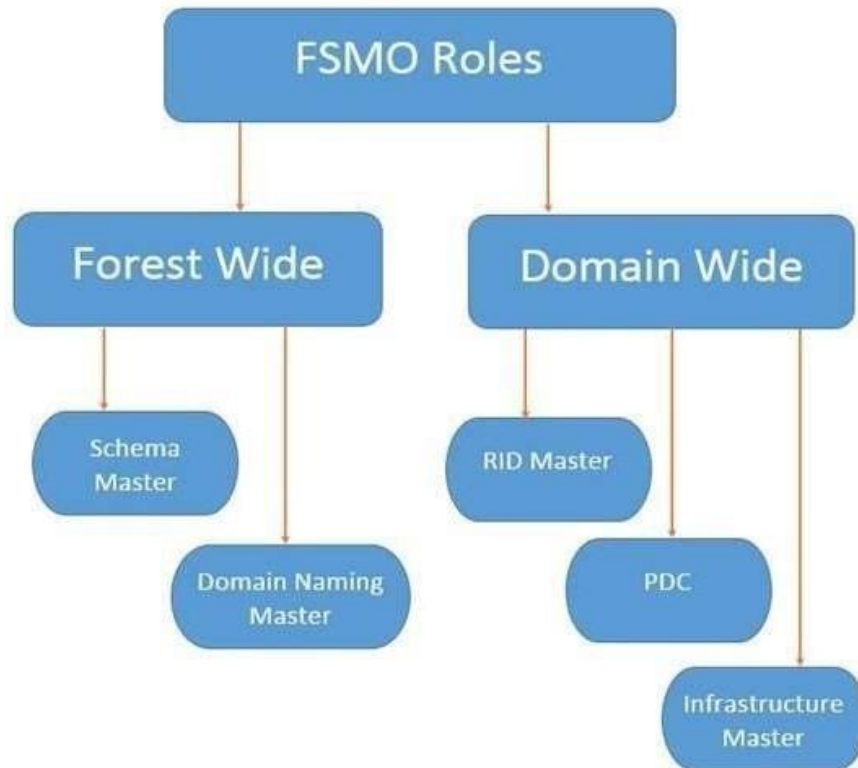 FSMO Roles
Forest Wide
Domain Wide
Schema
Master
RID Master
Domain Naming
Master
PDC
Infrastructure
Master